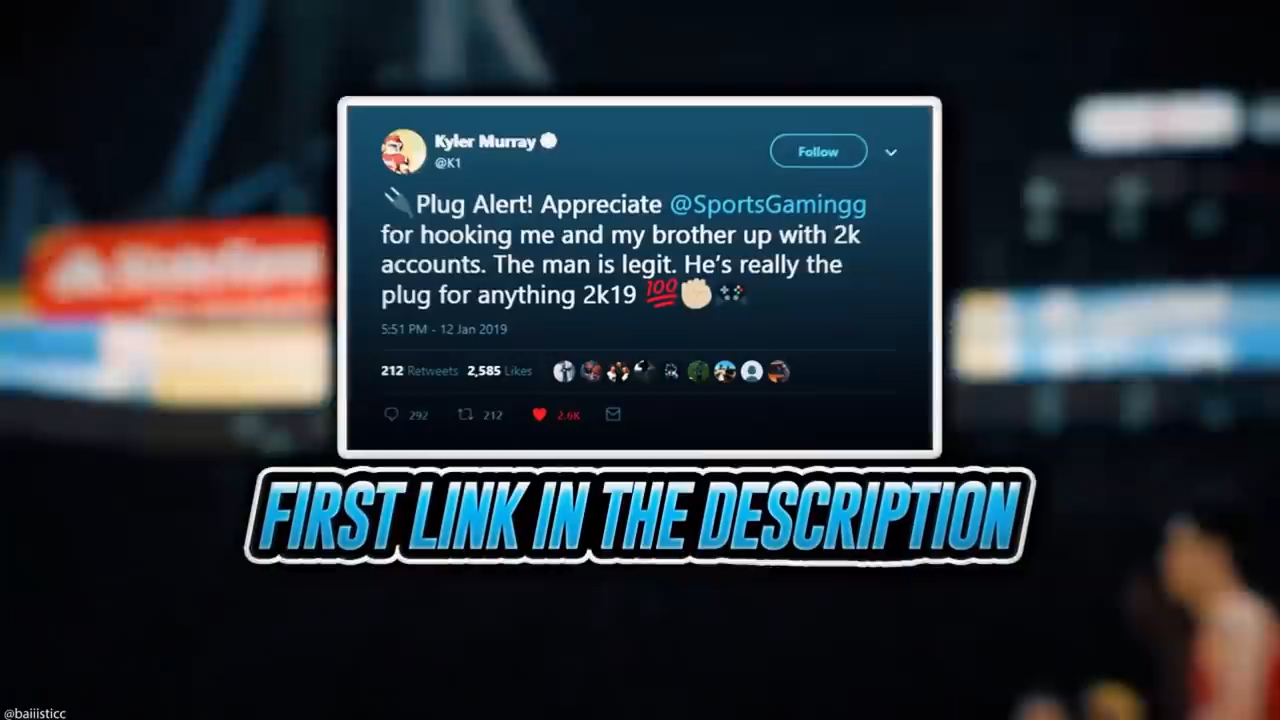 Kyler Murray
@K1
Follow
🔌Plug Alert! Appreciate @SportsGamingg
for hooking me and my brother up with 2k
accounts. The man is legit. He’s really the
plug for anything 2k19 💯✊🏼🎮
5:51 PM - 12 Jan 2019
212 Retweets 2,585 Likes
292 212 2.6K
FIRST LINK IN THE DESCRIPTION
@baiiisticc